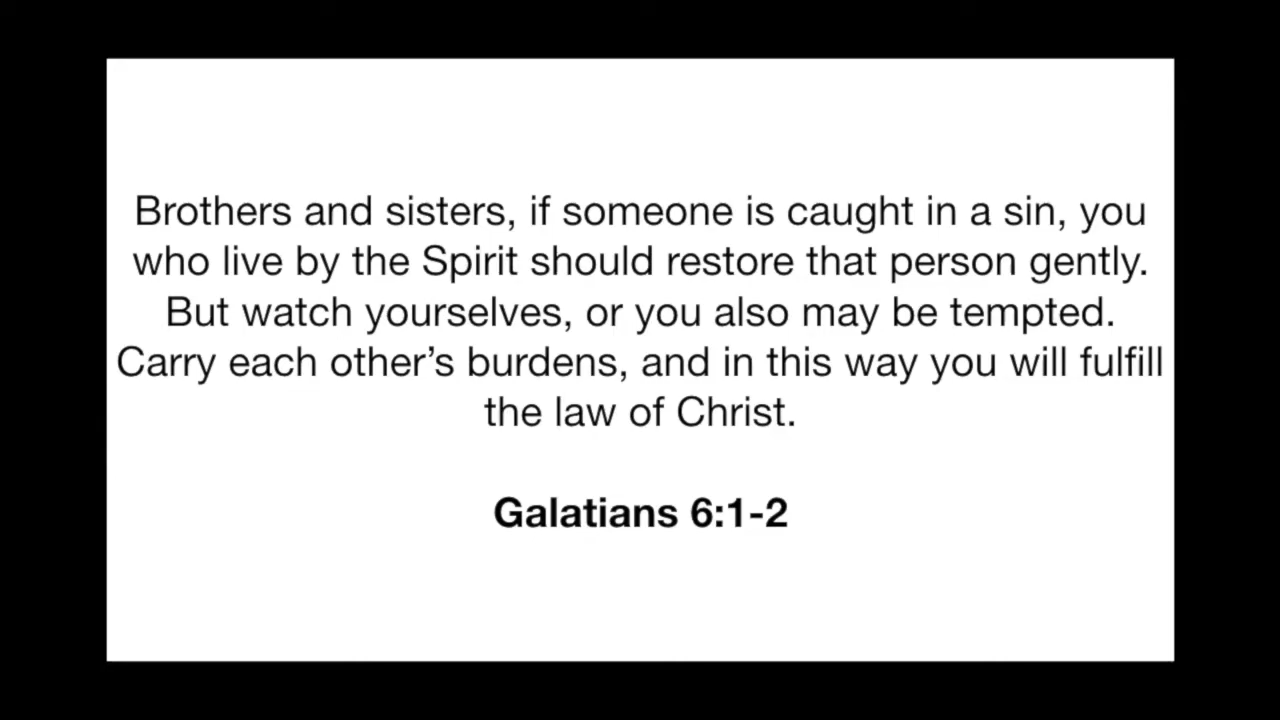 Brothers and sisters, if someone is caught in a sin, you
who live by the Spirit should restore that person gently.
But watch yourselves, or you also may be tempted.
Carry each other’s burdens, and in this way you will fulfill
the law of Christ.
Galatians 6:1-2